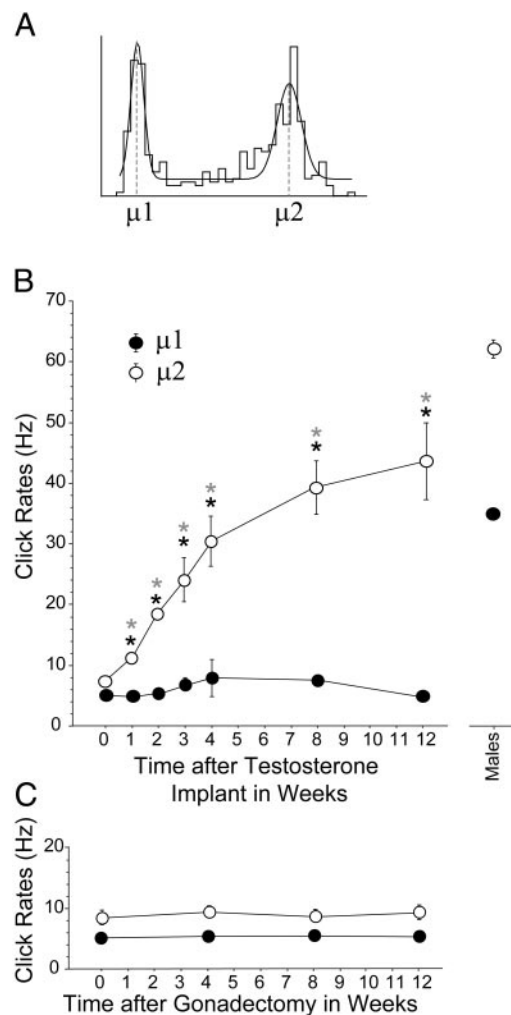 A
μ1 μ2
B
70
60
50
40
30
20
10
0
μ1
μ2
* * * * * *
* * * * * *
Click Rates (Hz)
0 1 2 3 4 5 6 7 8 9 10 11 12
Time after Testosterone
Implant in Weeks
Males
C
20
10
0
Click Rates (Hz)
0 1 2 3 4 5 6 7 8 9 10 11 12
Time after Gonadectomy in Weeks